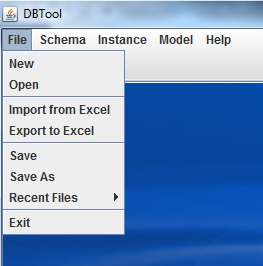 DBTool
File Schema Instance Model Help
New
Open
Import from Excel
Export to Excel
Save
Save As
Recent Files
Exit